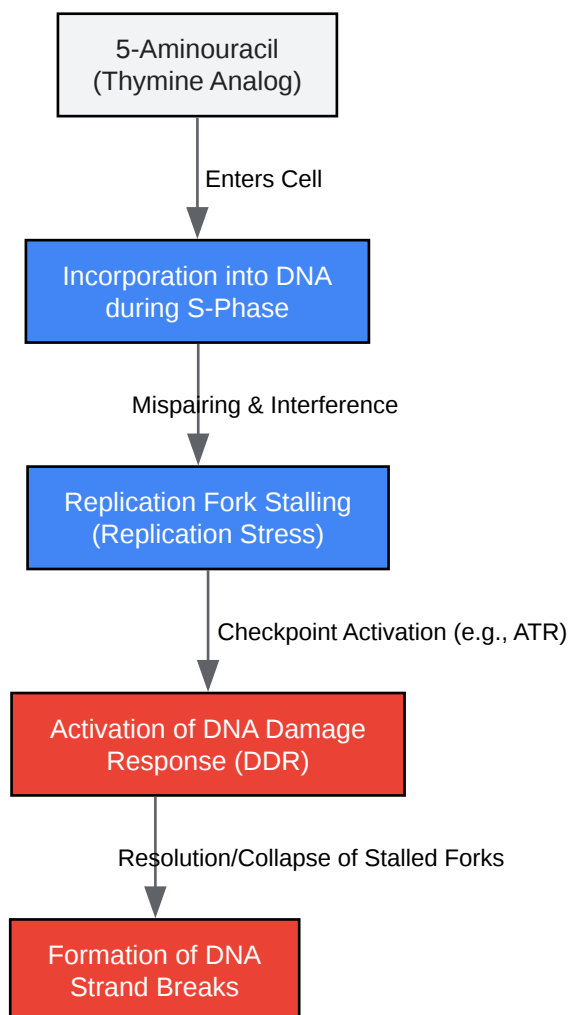 5-Aminouracil
(Thymine Analog)
Enters Cell
Incorporation into DNA
during S-Phase
Mispairing & Interference
Replication Fork Stalling
(Replication Stress)
Checkpoint Activation (e.g., ATR)
Activation of DNA Damage
Response (DDR)
Resolution/Collapse of Stalled Forks
Formation of DNA
Strand Breaks